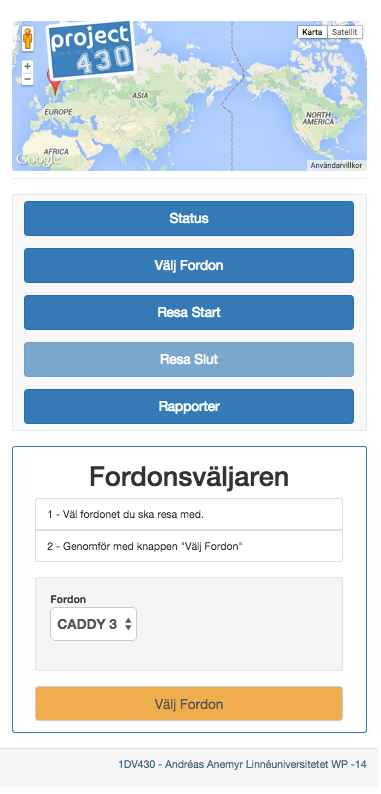 project
430
Karta
Satellit
+
−
EUROPE
ASIA
NORTH
AMERICA
AFRICA
Google
Användarvillkor
Status
Välj Fordon
Resa Start
Resa Slut
Rapporter
Fordonsväljaren
1 - Väl fordonet du ska resa med.
2 - Genomför med knappen "Välj Fordon"
Fordon
CADDY 3
Välj Fordon
1DV430 - Andréas Anemyr Linnéuniversitetet WP -14